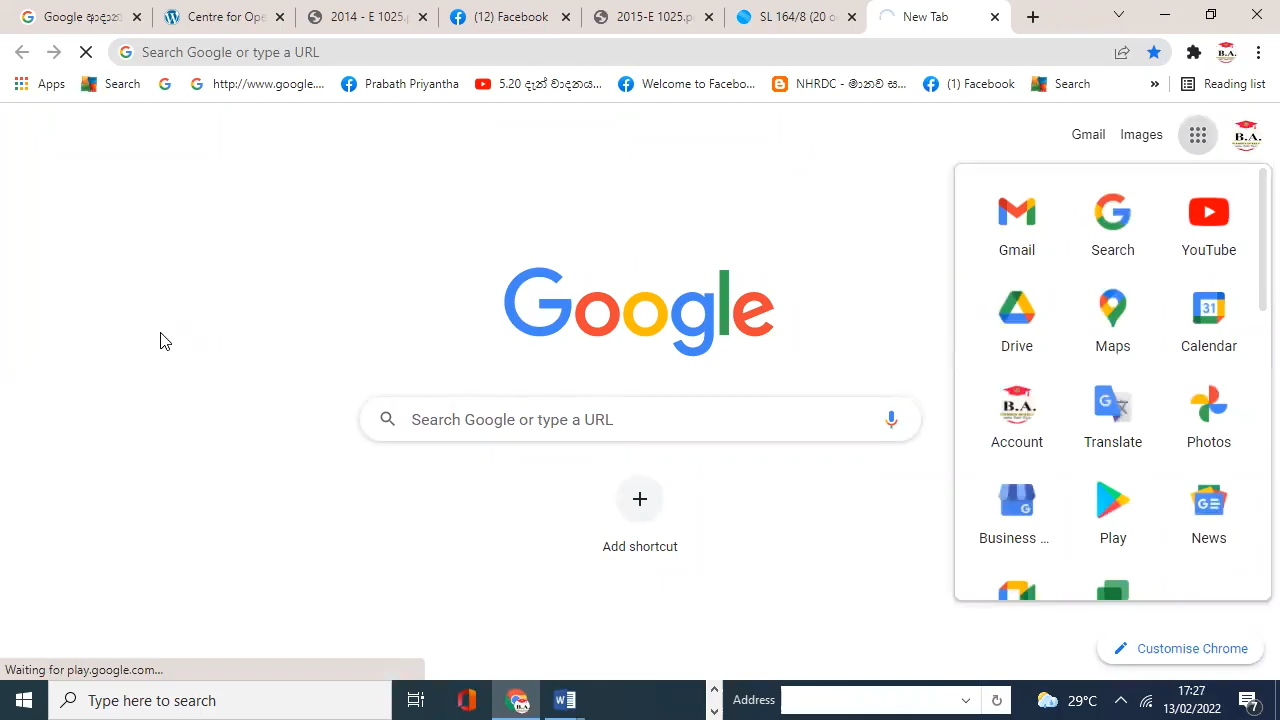 Google ආදාය
Centre for Ope
2014 - E 1025.p
(12) Facebook
2015-E 1025.p
SL 164/8 (20 o
New Tab
Search Google or type a URL
Apps
Search
http://www.google....
Prabath Priyantha
5.20 දැන් වාදනය...
Welcome to Facebo...
NHRDC - මානව ස...
(1) Facebook
Search
»
Reading list
Gmail
Images
B.A.
Gmail
Search
YouTube
Drive
Maps
31
Calendar
Google
B.A.
Account
Translate
Photos
Search Google or type a URL
Business ...
Play
News
Add shortcut
Customise Chrome
Waiting for play.google.com...
Type here to search
Address
29°C
17:27
13/02/2022
7